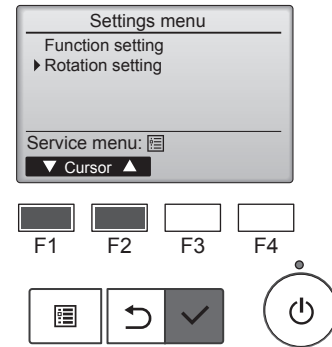 Settings menu
Function setting
Rotation setting
Service menu:
Cursor
F1 F2 F3 F4